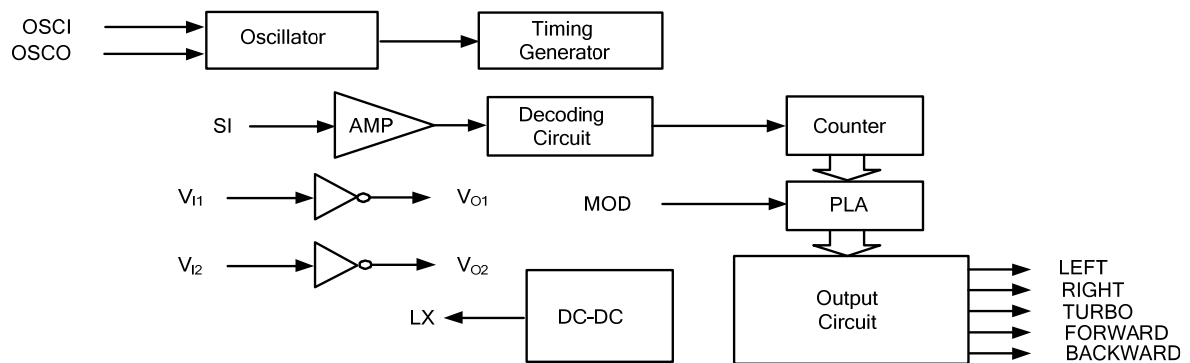 OSCI
OSCO
Oscillator
Timing
Generator
SI
AMP
Decoding
Circuit
Counter
VI1
VO1
MOD
PLA
VI2
VO2
LX
DC-DC
Output
Circuit
LEFT
RIGHT
TURBO
FORWARD
BACKWARD